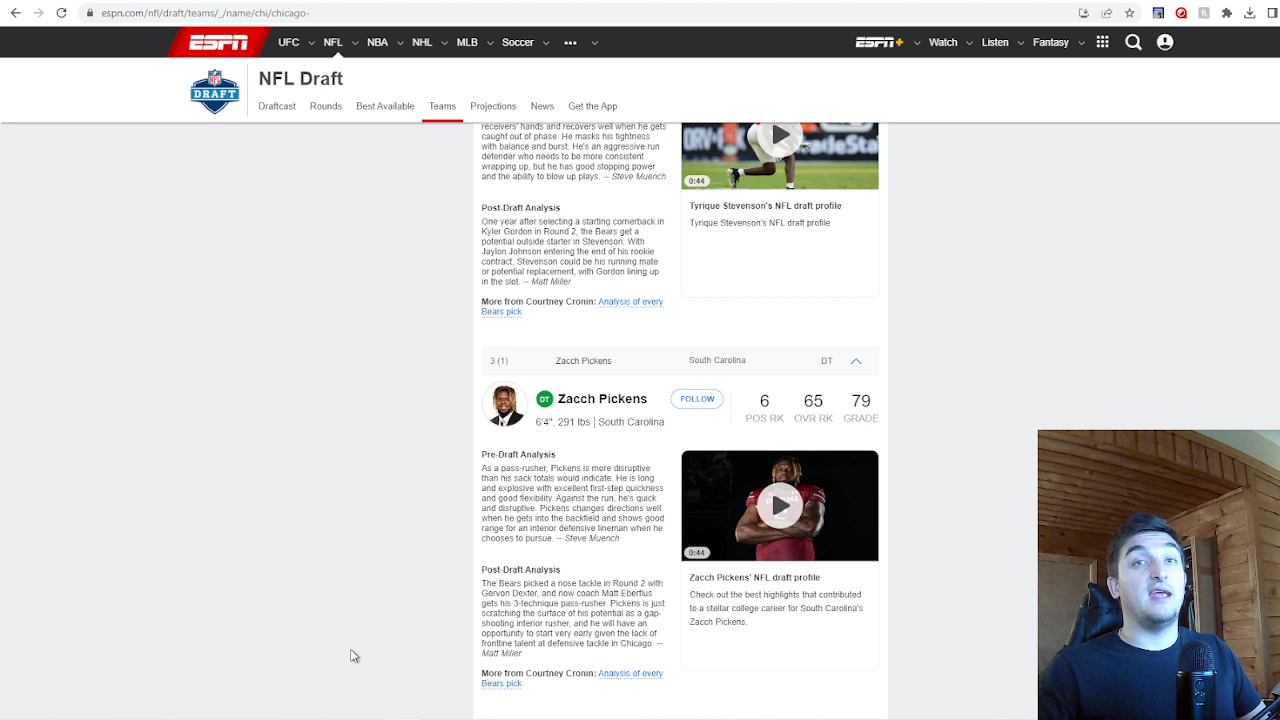 espn.com/nfl/draft/teams/_/name/chi/chicago-
ESPN UFC NFL NBA NHL MLB Soccer ••• ESPN+ Watch Listen Fantasy
NFL DRAFT
NFL Draft
Draftcast Rounds Best Available Teams Projections News Get the App
receivers' hands and recovers well when he gets
caught out of phase. He masks his tightness
with balance and burst. He's an aggressive run
defender who needs to be more consistent
wrapping up, but he has good stopping power
and the ability to blow up plays. -- Steve Muench
0:44
Tyrique Stevenson's NFL draft profile
Tyrique Stevenson's NFL draft profile
Post-Draft Analysis
One year after selecting a starting cornerback in
Kyler Gordon in Round 2, the Bears get a
potential outside starter in Stevenson. With
Jaylon Johnson entering the end of his rookie
contract, Stevenson could be his running mate
or potential replacement, with Gordon lining up
in the slot. -- Matt Miller
More from Courtney Cronin: Analysis of every
Bears pick
3 (1) Zacch Pickens South Carolina DT
DT Zacch Pickens FOLLOW 6 65 79
6'4", 291 lbs | South Carolina POS RK OVR RK GRADE
Pre-Draft Analysis
As a pass-rusher, Pickens is more disruptive
than his sack totals would indicate. He is long
and explosive with excellent first-step quickness
and good flexibility. Against the run, he's quick
and disruptive. Pickens changes directions well
when he gets into the backfield and shows good
range for an interior defensive lineman when he
chooses to pursue. -- Steve Muench
0:44
Zacch Pickens' NFL draft profile
Check out the best highlights that contributed
to a stellar college career for South Carolina's
Zacch Pickens.
Post-Draft Analysis
The Bears picked a nose tackle in Round 2 with
Gervon Dexter, and now coach Matt Eberflus
gets his 3-technique pass-rusher. Pickens is just
scratching the surface of his potential as a gap-
shooting interior rusher, and he will have an
opportunity to start very early given the lack of
frontline talent at defensive tackle in Chicago. --
Matt Miller
More from Courtney Cronin: Analysis of every
Bears pick